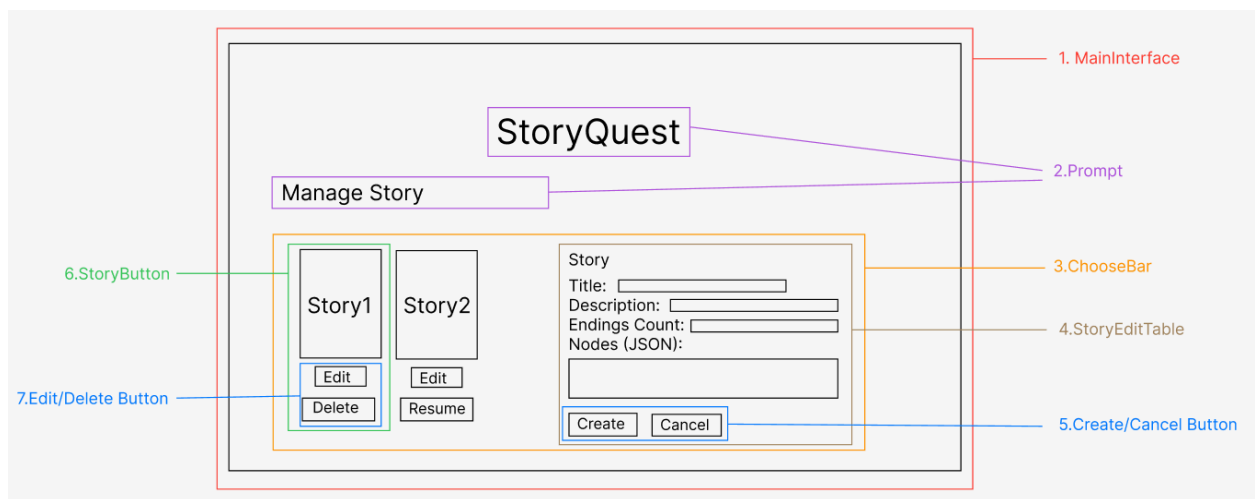 1. MainInterface
StoryQuest
2.Prompt
Manage Story
6.StoryButton
Story1
Story2
Story
Title:
Description:
Endings Count:
Nodes (JSON):
3.ChooseBar
4.StoryEditTable
7.Edit/Delete Button
Edit
Delete
Edit
Resume
Create
Cancel
5.Create/Cancel Button